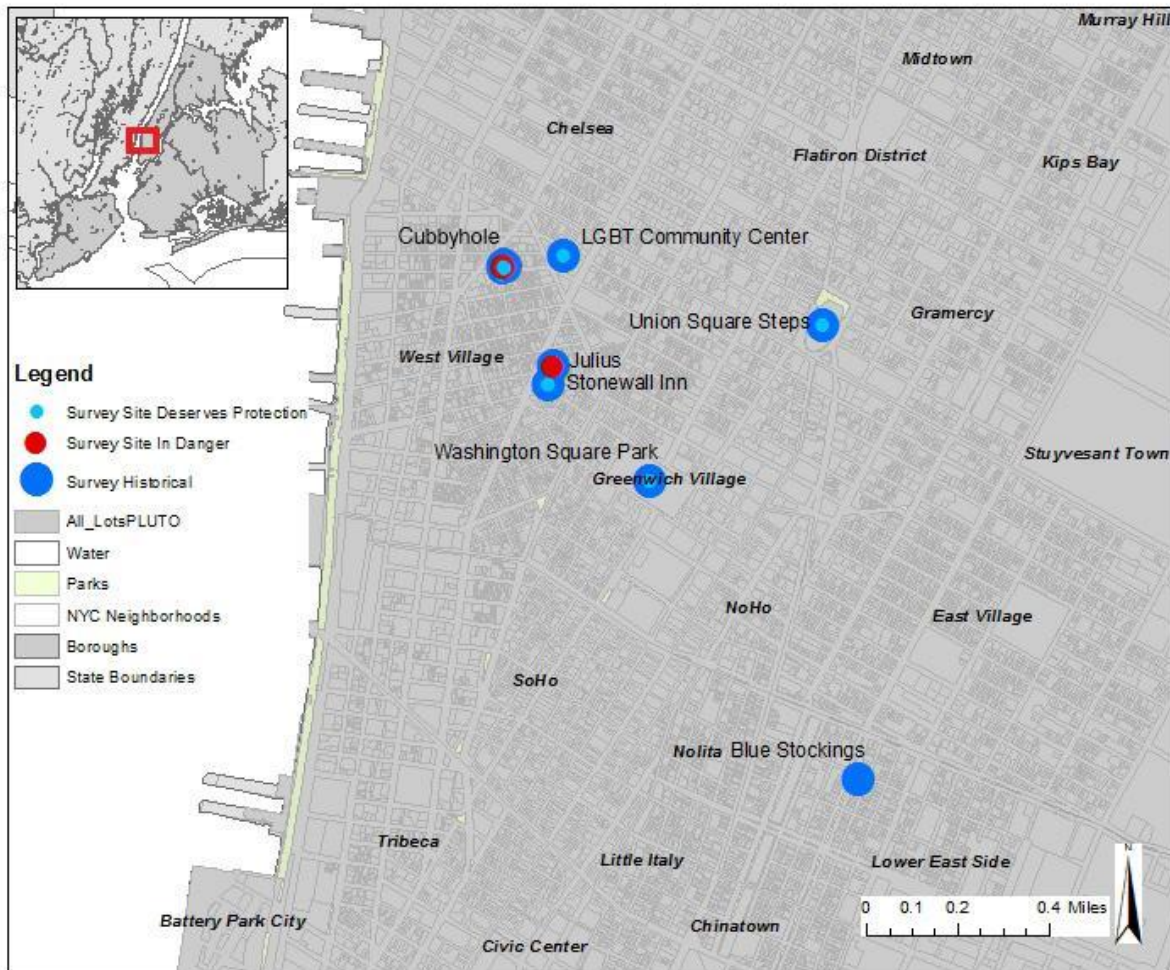 Murray Hill
Midtown
Chelsea
Flatiron District
Kips Bay
Cubbyhole
LGBT Community Center
Union Square Steps
Gramercy
West Village
Julius
Stonewall Inn
Washington Square Park
Greenwich Village
Stuyvesant Town
Legend
Survey Site Deserves Protection
Survey Site In Danger
Survey Historical
All_LotsPLUTO
Water
Parks
NYC Neighborhoods
Boroughs
State Boundaries
NoHo
East Village
SoHo
Nolita
Blue Stockings
Tribeca
Little Italy
Lower East Side
Battery Park City
Civic Center
Chinatown
N
0 0.1 0.2 0.4 Miles